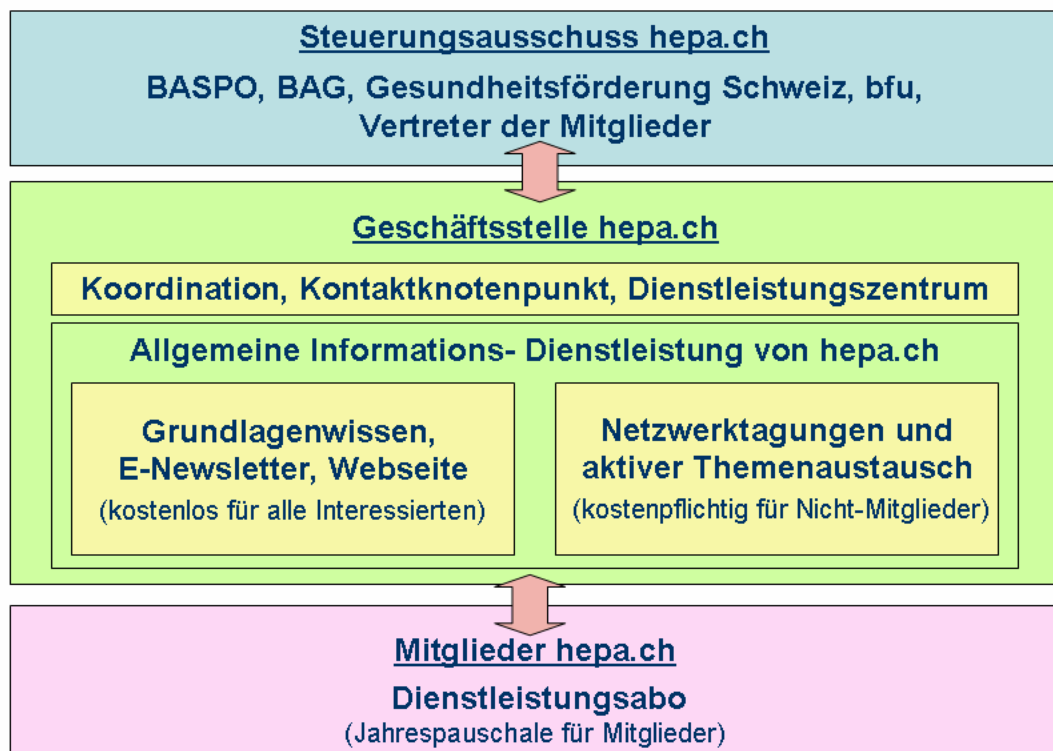 Steuerungsausschuss hepa.ch
BASPO, BAG, Gesundheitsförderung Schweiz, bfu,
Vertreter der Mitglieder
Geschäftsstelle hepa.ch
Koordination, Kontaktknotenpunkt, Dienstleistungszentrum
Allgemeine Informations- Dienstleistung von hepa.ch
Grundlagenwissen,
E-Newsletter, Webseite
(kostenlos für alle Interessierten)
Netzwerktagungen und
aktiver Themenaustausch
(kostenpflichtig für Nicht-Mitglieder)
Mitglieder hepa.ch
Dienstleistungsabo
(Jahrespauschale für Mitglieder)